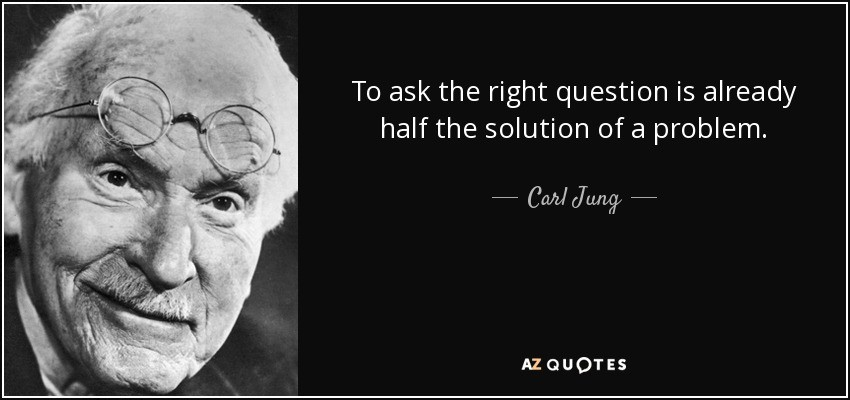 To ask the right question is already
half the solution of a problem.
— Carl Jung —
AZ QUOTES